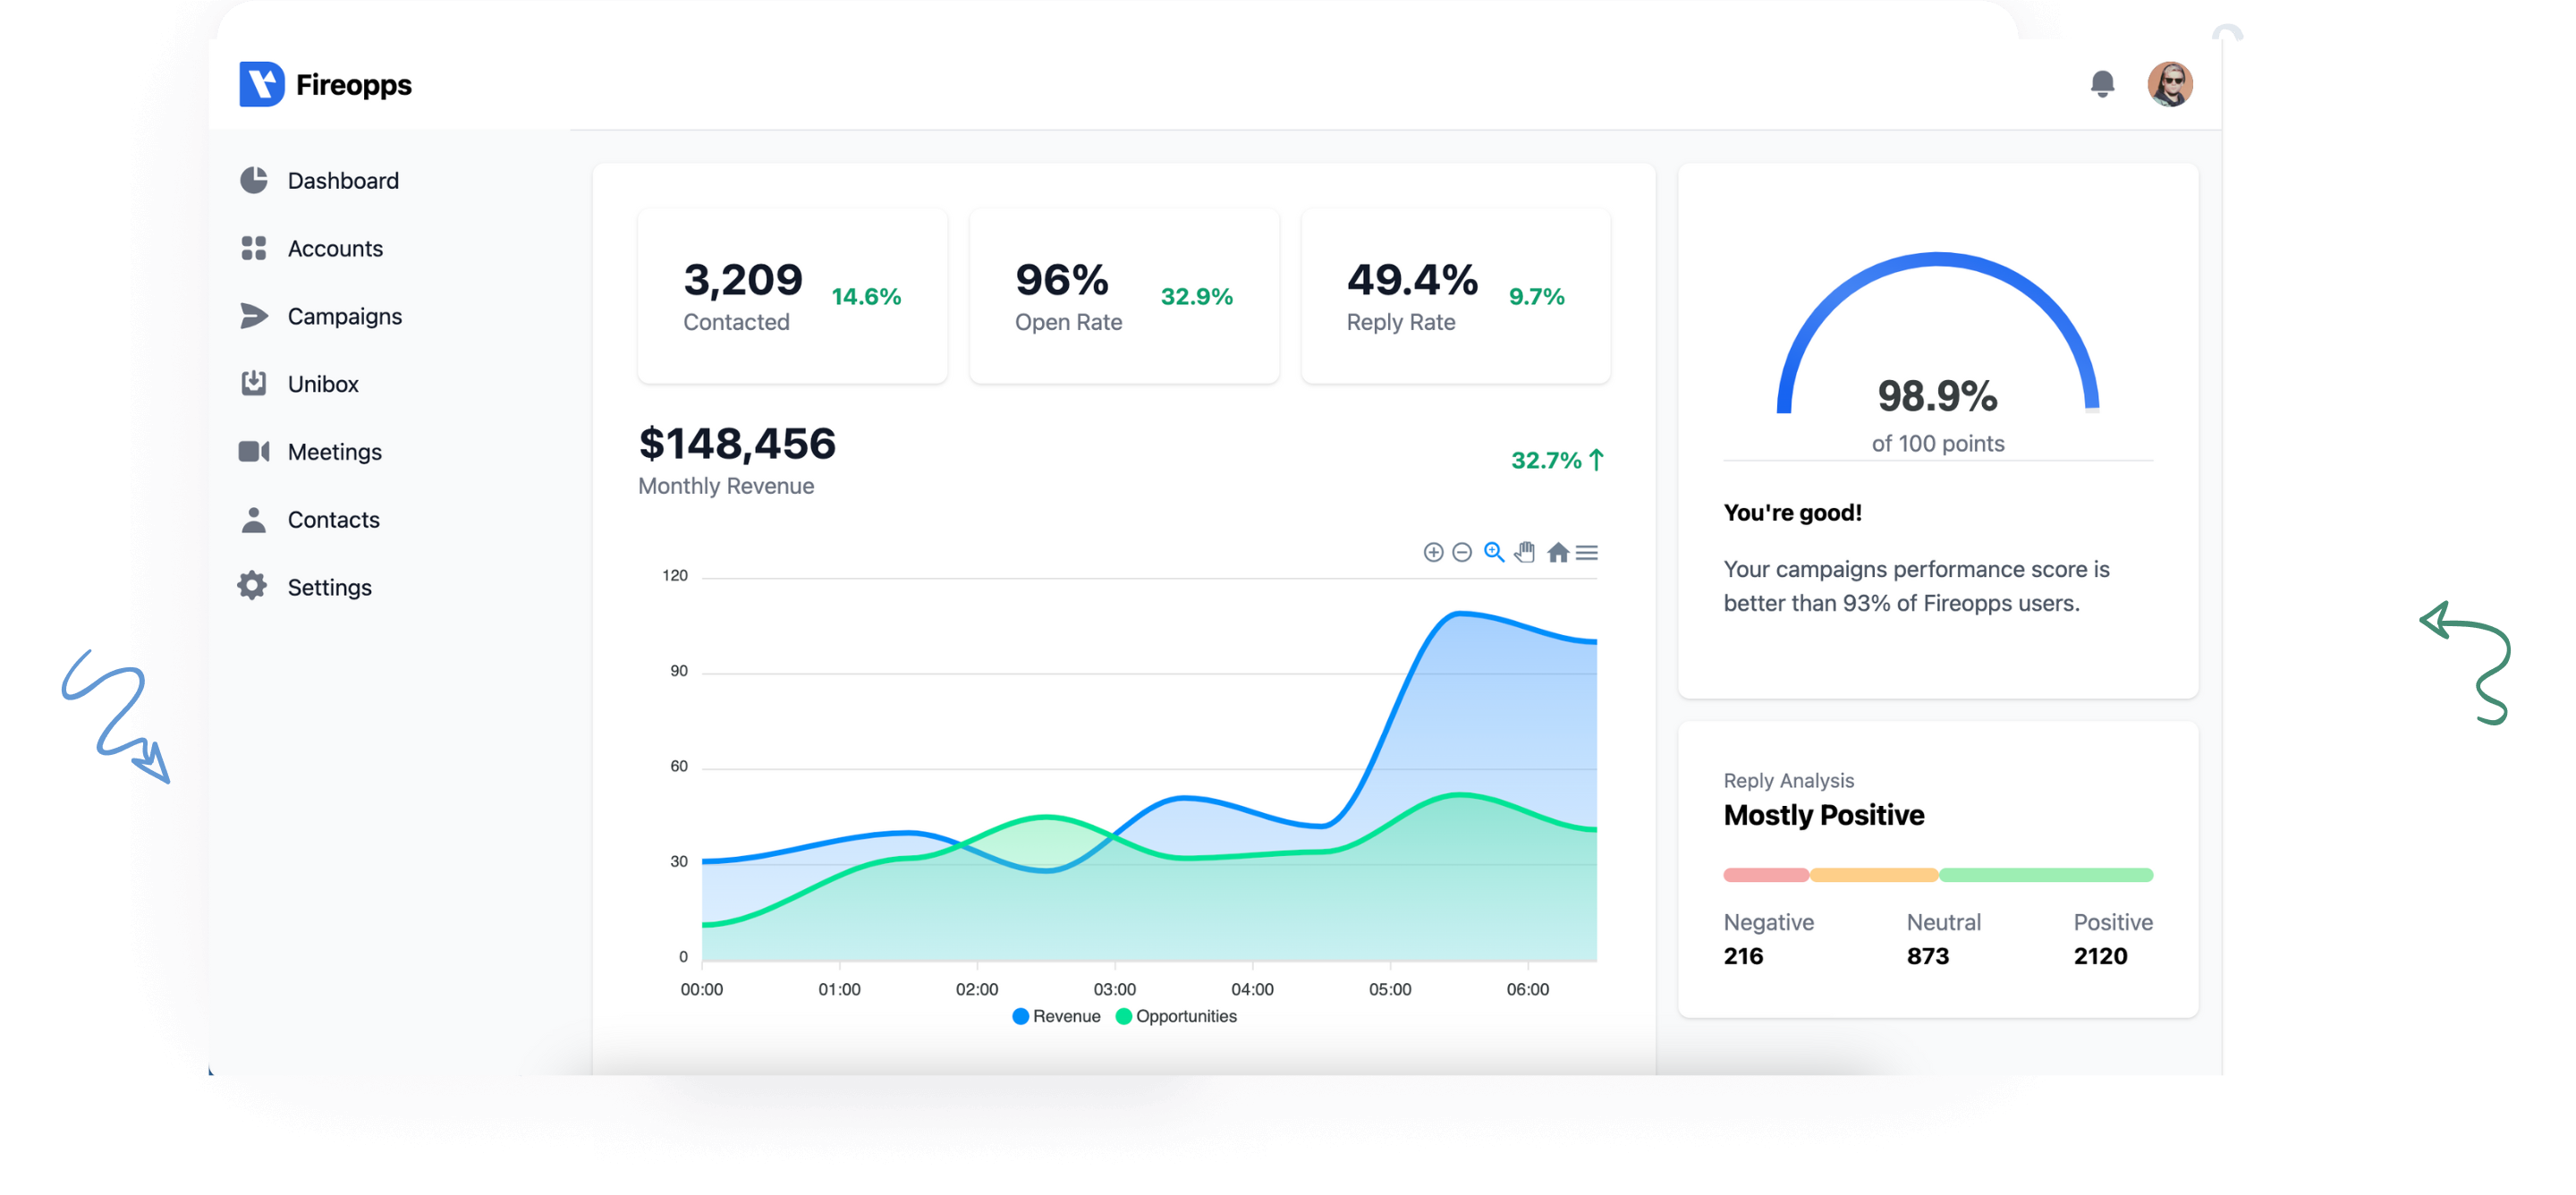 Fireopps
Dashboard
Accounts
Campaigns
Unibox
Meetings
Contacts
Settings
3,209 14.6%
Contacted
96% 32.9%
Open Rate
49.4% 9.7%
Reply Rate
$148,456
Monthly Revenue
32.7%
120
90
60
30
0
00:00 01:00 02:00 03:00 04:00 05:00 06:00
Revenue Opportunities
98.9%
of 100 points
You're good!
Your campaigns performance score is
better than 93% of Fireopps users.
Reply Analysis
Mostly Positive
Negative Neutral Positive
216 873 2120